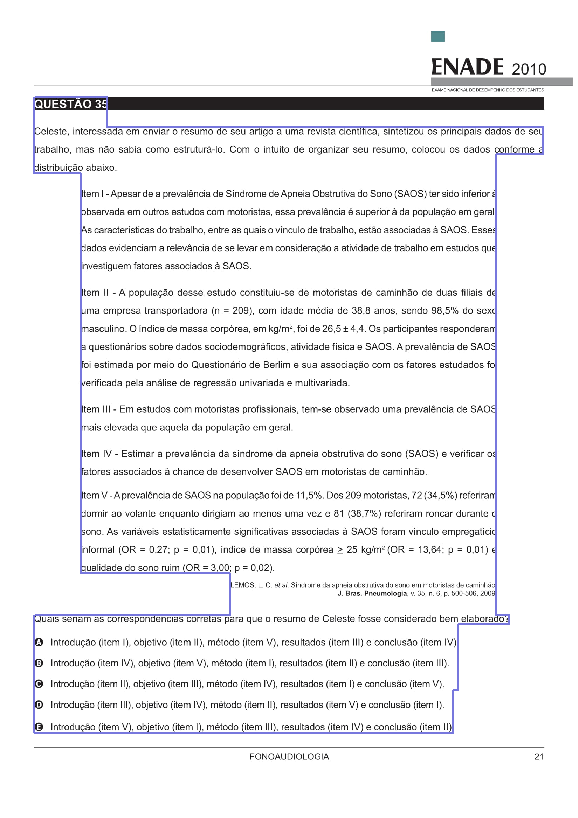 ENADE 2010
EXAME NACIONAL DE DESEMPENHO DOS ESTUDANTES
QUESTÃO 35
Celeste, interessada em enviar o resumo de seu artigo a uma revista científica, sintetizou os principais dados de seu
trabalho, mas não sabia como estruturá-lo. Com o intuito de organizar seu resumo, colocou os dados conforme a
distribuição abaixo.
Item I - Apesar de a prevalência de Síndrome de Apneia Obstrutiva do Sono (SAOS) ter sido inferior à
observada em outros estudos com motoristas, essa prevalência é superior à da população em geral.
As características do trabalho, entre as quais o vínculo de trabalho, estão associadas à SAOS. Esses
dados evidenciam a relevância de se levar em consideração a atividade de trabalho em estudos que
investiguem fatores associados à SAOS.
Item II - A população desse estudo constituiu-se de motoristas de caminhão de duas filiais de
uma empresa transportadora (n = 209), com idade média de 38,8 anos, sendo 98,5% do sexo
masculino. O índice de massa corpórea, em kg/m², foi de 26,5 ± 4,4. Os participantes responderam
a questionários sobre dados sociodemográficos, atividade física e SAOS. A prevalência de SAOS
foi estimada por meio do Questionário de Berlim e sua associação com os fatores estudados foi
verificada pela análise de regressão univariada e multivariada.
Item III - Em estudos com motoristas profissionais, tem-se observado uma prevalência de SAOS
mais elevada que aquela da população em geral.
Item IV - Estimar a prevalência da síndrome da apneia obstrutiva do sono (SAOS) e verificar os
fatores associados à chance de desenvolver SAOS em motoristas de caminhão.
Item V - A prevalência de SAOS na população foi de 11,5%. Dos 209 motoristas, 72 (34,5%) referiram
dormir ao volante enquanto dirigiam ao menos uma vez e 81 (38,7%) referiram roncar durante o
sono. As variáveis estatisticamente significativas associadas à SAOS foram vínculo empregatício
informal (OR = 0,27; p = 0,01), índice de massa corpórea ≥ 25 kg/m² (OR = 13,64; p = 0,01) e
qualidade do sono ruim (OR = 3,00; p = 0,02).
LEMOS, L. C. et al. Síndrome da apneia obstrutiva do sono em motoristas de caminhão.
J. Bras. Pneumologia, v. 35, n. 6, p. 500-506, 2009.
Quais seriam as correspondências corretas para que o resumo de Celeste fosse considerado bem elaborado?
A Introdução (item I), objetivo (item II), método (item V), resultados (item III) e conclusão (item IV).
B Introdução (item IV), objetivo (item V), método (item I), resultados (item II) e conclusão (item III).
C Introdução (item II), objetivo (item III), método (item IV), resultados (item I) e conclusão (item V).
D Introdução (item III), objetivo (item IV), método (item II), resultados (item V) e conclusão (item I).
E Introdução (item V), objetivo (item I), método (item III), resultados (item IV) e conclusão (item II).
FONOAUDIOLOGIA 21